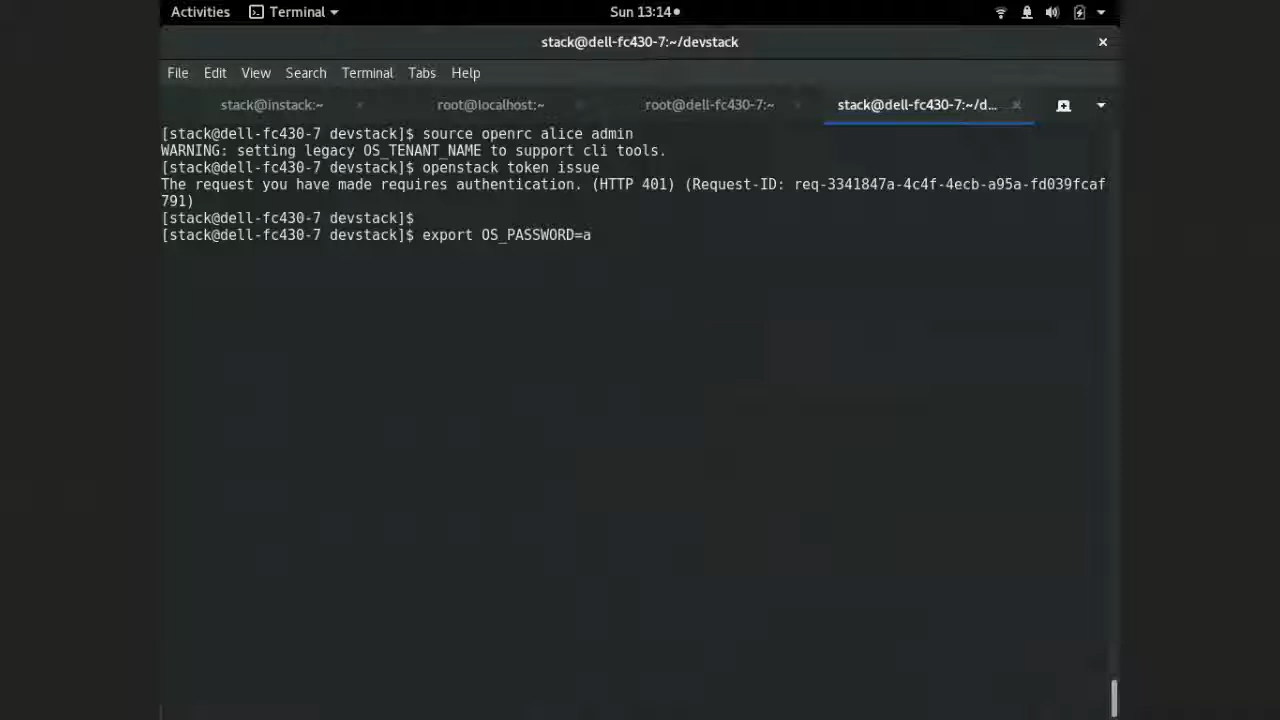 Activities Terminal Sun 13:14
stack@dell-fc430-7:~/devstack ×
File Edit View Search Terminal Tabs Help
stack@instack:~ × root@localhost:~ × root@dell-fc430-7:~ × stack@dell-fc430-7:~/d... ×
[stack@dell-fc430-7 devstack]$ source openrc alice admin
WARNING: setting legacy OS_TENANT_NAME to support cli tools.
[stack@dell-fc430-7 devstack]$ openstack token issue
The request you have made requires authentication. (HTTP 401) (Request-ID: req-3341847a-4c4f-4ecb-a95a-fd039fcaf
791)
[stack@dell-fc430-7 devstack]$
[stack@dell-fc430-7 devstack]$ export OS_PASSWORD=a